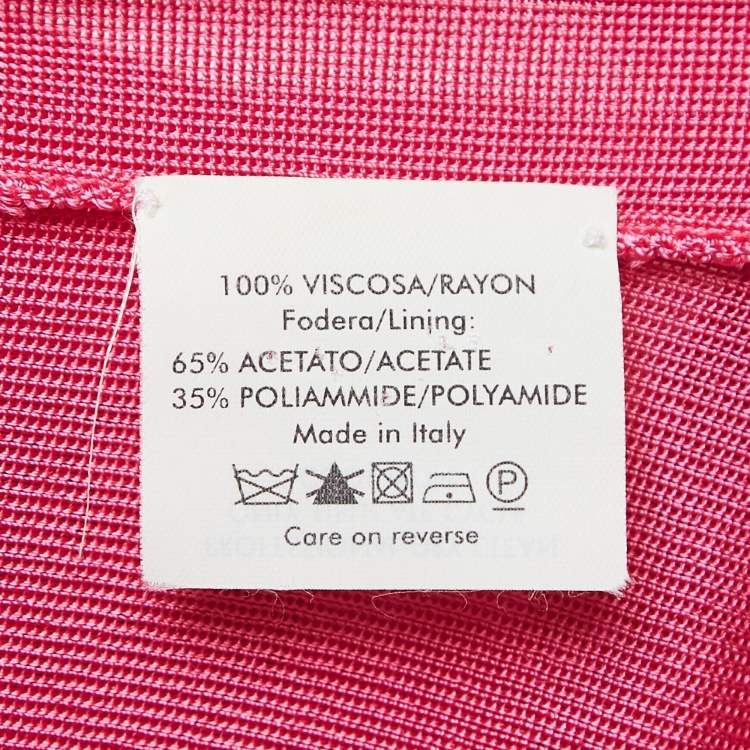 100% VISCOSA/RAYON
Fodera/Lining:
65% ACETATO/ACETATE
35% POLIAMMIDE/POLYAMIDE
Made in Italy
P
Care on reverse